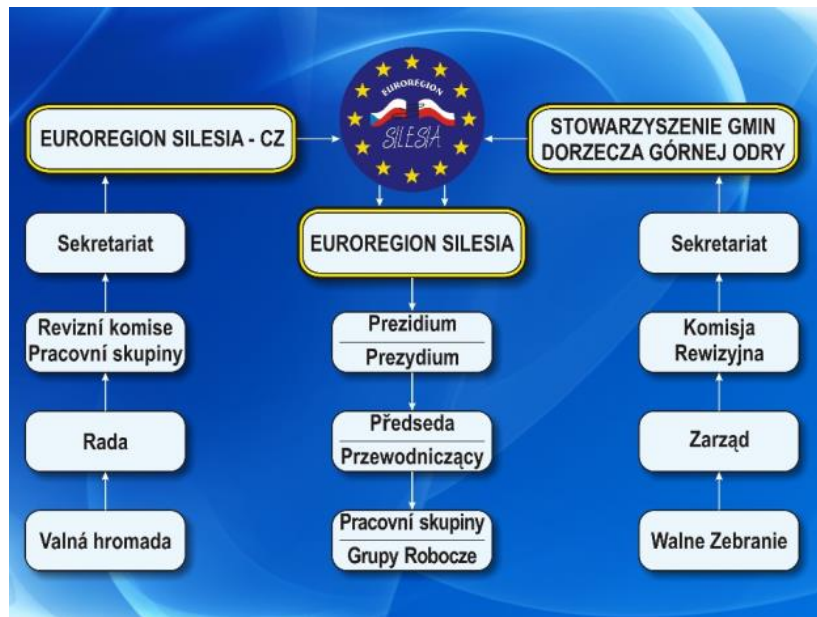 EUROREGION SILESIA - CZ
EUROREGION
SILESIA
STOWARZYSZENIE GMIN
DORZECZA GÓRNEJ ODRY
Sekretariat
EUROREGION SILESIA
Sekretariat
Revizní komise
Pracovní skupiny
Prezidium
Prezydium
Komisja
Rewizyjna
Rada
Předseda
Przewodniczący
Zarząd
Valná hromada
Pracovní skupiny
Grupy Robocze
Walne Zebranie